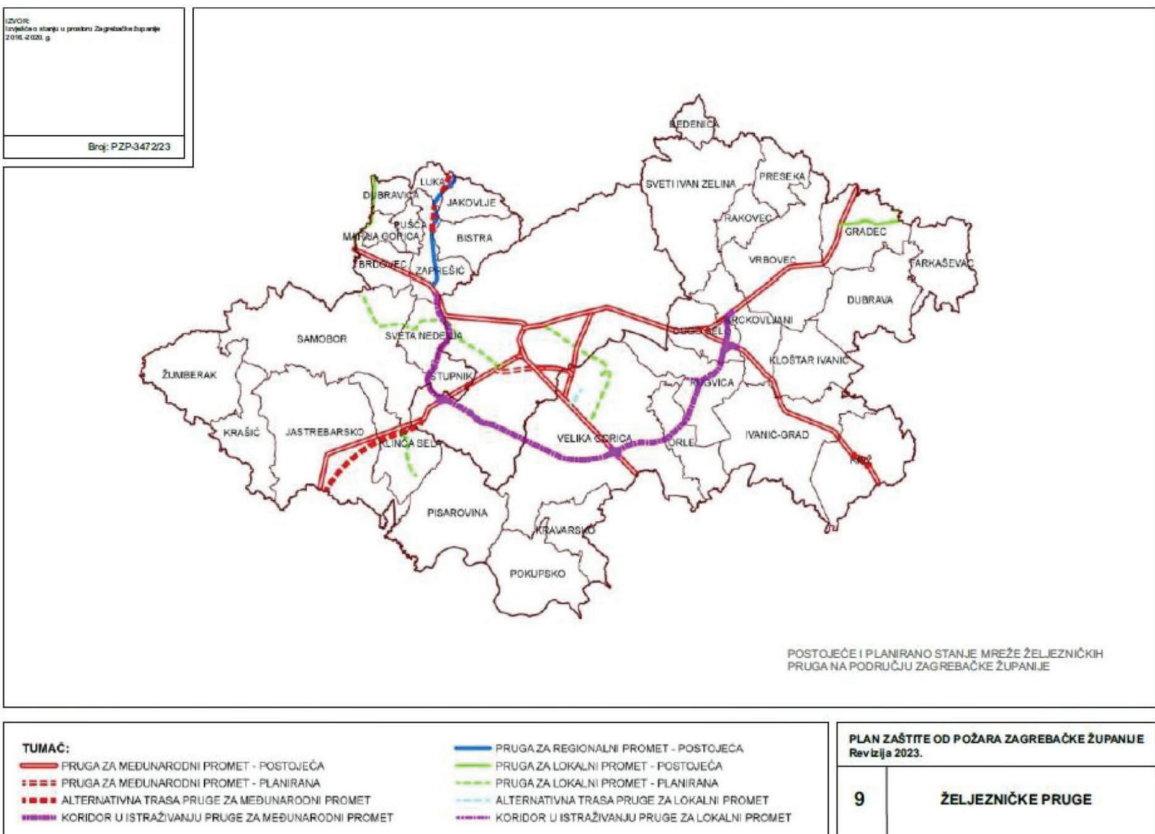 IZVOR:
Izvješće o stanju u prostoru Zagrebačke županije
2016.-2020. g.
Broj: PZP-3472/23
BEDENICA
SVETI IVAN ZELINA
PRESEKA
RAKOVEC
GRADEC
VRBOVEC
FARKAŠEVAC
DUBRAVA
LUKA
DUBRAVICA
JAKOVLJE
PUŠĆA
MARIJA GORICA
BISTRA
BRDOVEC
ZAPREŠIĆ
SAMOBOR
SVETA NEDELJA
DUGO SELO
BRCKOVLJANI
KLOŠTAR IVANIĆ
ŽUMBERAK
STUPNIK
RUGVICA
KRAŠIĆ
JASTREBARSKO
KLINČA SELA
VELIKA GORICA
ORLE
IVANIĆ-GRAD
KRIŽ
PISAROVINA
KRAVARSKO
POKUPSKO
POSTOJEĆE I PLANIRANO STANJE MREŽE ŽELJEZNIČKIH
PRUGA NA PODRUČJU ZAGREBAČKE ŽUPANIJE
TUMAČ:
PRUGA ZA MEĐUNARODNI PROMET - POSTOJEĆA
PRUGA ZA MEĐUNARODNI PROMET - PLANIRANA
ALTERNATIVNA TRASA PRUGE ZA MEĐUNARODNI PROMET
KORIDOR U ISTRAŽIVANJU PRUGE ZA MEĐUNARODNI PROMET
PRUGA ZA REGIONALNI PROMET - POSTOJEĆA
PRUGA ZA LOKALNI PROMET - POSTOJEĆA
PRUGA ZA LOKALNI PROMET - PLANIRANA
ALTERNATIVNA TRASA PRUGE ZA LOKALNI PROMET
KORIDOR U ISTRAŽIVANJU PRUGE ZA LOKALNI PROMET
PLAN ZAŠTITE OD POŽARA ZAGREBAČKE ŽUPANIJE
Revizija 2023.
9
ŽELJEZNIČKE PRUGE